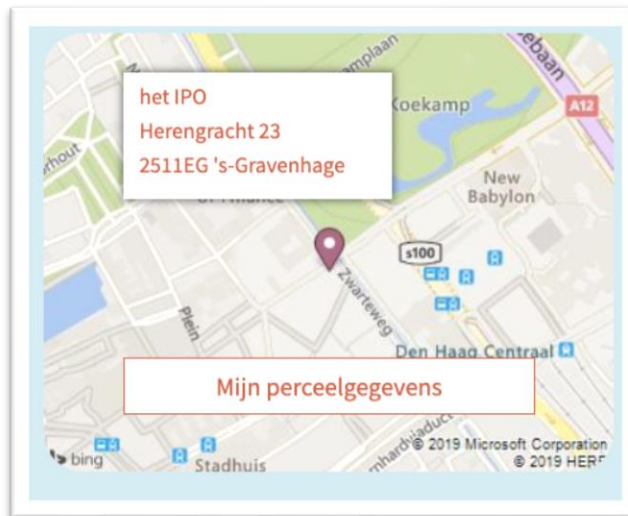 het IPO
Herengracht 23
2511EG 's-Gravenhage
Koekamp
A12
New
Babylon
s100
Zwarteweg
Plein
Den Haag Centraal
Mijn perceelgegevens
© 2019 Microsoft Corporation
bing
Stadhuis
© 2019 HERE